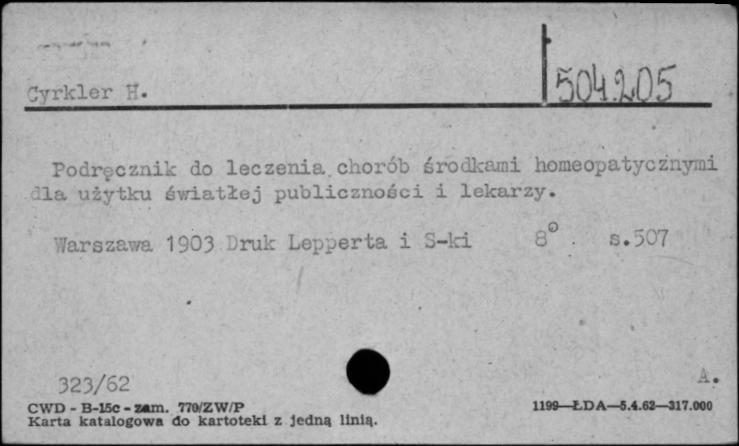 Cyrkler H.
504.205
Podręcznik do leczenia chorób środkami homeopatycznymi
dla użytku światłej publiczności i lekarzy.
Warszawa 1903 Druk Lepperta i S-ki 8° . s.507
323/62
A.
CWD - B-15c - zam. 770/ZW/P
1199—ŁDA—5.4.62—317.000
Karta katalogowa do kartoteki z jedną linią.